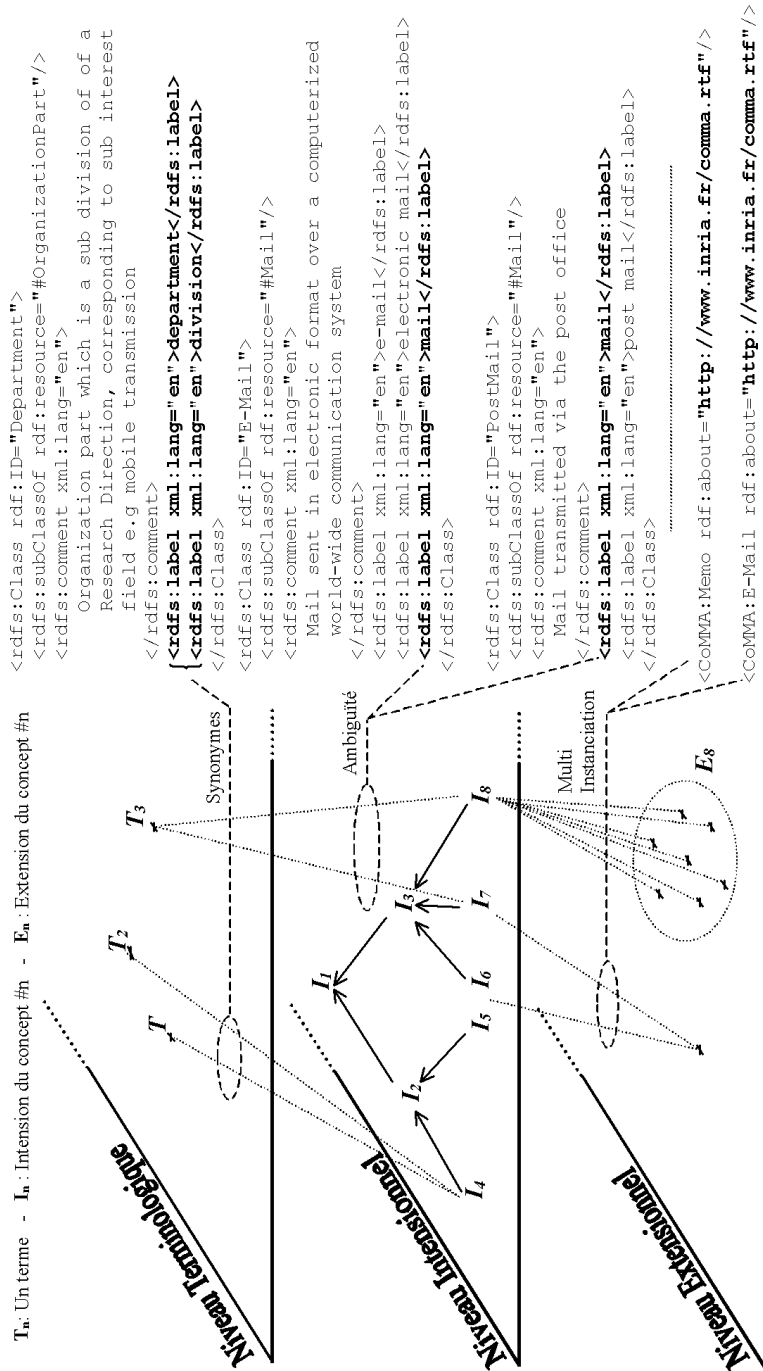 Tn: Un terme - In : Intension du concept #n - En : Extension du concept #n
Niveau Terminologique
T
T2
T3
Synonymes
Niveau Intensionnel
I1
I2
I3
I4
I5
I6
I7
I8
Ambiguïté
Niveau Extensionnel
Multi
Instanciation
E8
<rdfs:Class rdf:ID="Department">
<rdfs:subClassOf rdf:resource="#OrganizationPart"/>
<rdfs:comment xml:lang="en">
Organization part which is a sub division of of a
Research Direction, corresponding to sub interest
field e.g mobile transmission
</rdfs:comment>
<rdfs:label xml:lang="en">department</rdfs:label>
<rdfs:label xml:lang="en">division</rdfs:label>
</rdfs:Class>
<rdfs:Class rdf:ID="E-Mail">
<rdfs:subClassOf rdf:resource="#Mail"/>
<rdfs:comment xml:lang="en">
Mail sent in electronic format over a computerized
world-wide communication system
</rdfs:comment>
<rdfs:label xml:lang="en">e-mail</rdfs:label>
<rdfs:label xml:lang="en">electronic mail</rdfs:label>
<rdfs:label xml:lang="en">mail</rdfs:label>
</rdfs:Class>
<rdfs:Class rdf:ID="PostMail">
<rdfs:subClassOf rdf:resource="#Mail"/>
<rdfs:comment xml:lang="en">
Mail transmitted via the post office
</rdfs:comment>
<rdfs:label xml:lang="en">mail</rdfs:label>
<rdfs:label xml:lang="en">post mail</rdfs:label>
</rdfs:Class>
<CoMMA:Memo rdf:about="http://www.inria.fr/comma.rtf"/>
<CoMMA:E-Mail rdf:about="http://www.inria.fr/comma.rtf"/>